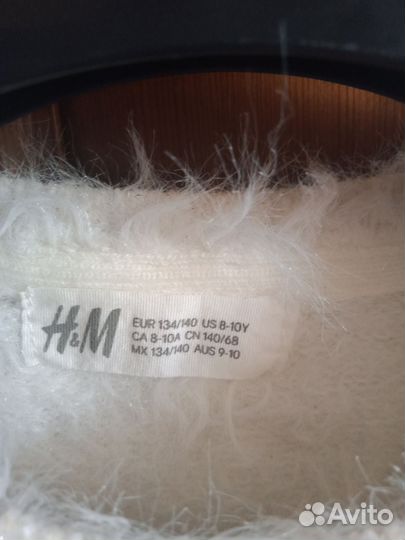 H&M
EUR 134/140 US 8-10Y
CA 8-10A CN 140/68
MX 134/140 AUS 9-10
Avito